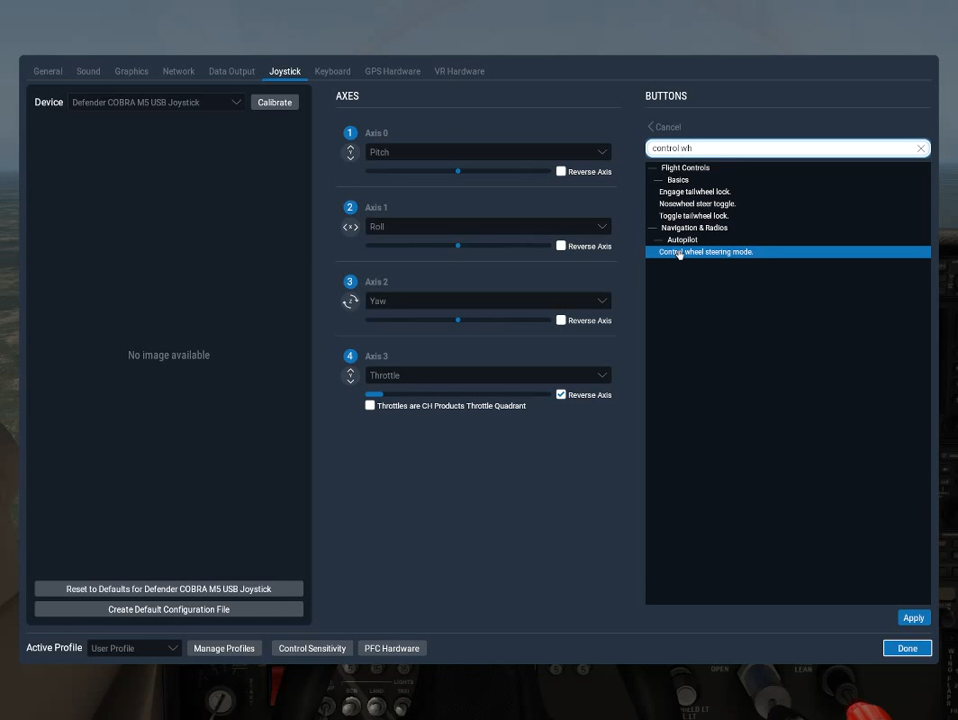 General Sound Graphics Network Data Output Joystick Keyboard GPS Hardware VR Hardware
Device Defender COBRA M5 USB Joystick Calibrate
No image available
Reset to Defaults for Defender COBRA M5 USB Joystick
Create Default Configuration File
AXES
1 Axis 0
Y
Pitch
Reverse Axis
2 Axis 1
X
Roll
Reverse Axis
3 Axis 2
Z
Yaw
Reverse Axis
4 Axis 3
Throttle
Reverse Axis
Throttles are CH Products Throttle Quadrant
BUTTONS
Cancel
control wh
Flight Controls
Basics
Engage tailwheel lock.
Nosewheel steer toggle.
Toggle tailwheel lock.
Navigation & Radios
Autopilot
Control wheel steering mode.
Apply
Active Profile User Profile Manage Profiles Control Sensitivity PFC Hardware Done
OPEN LEAN
LIGHTS
LAND TAXI